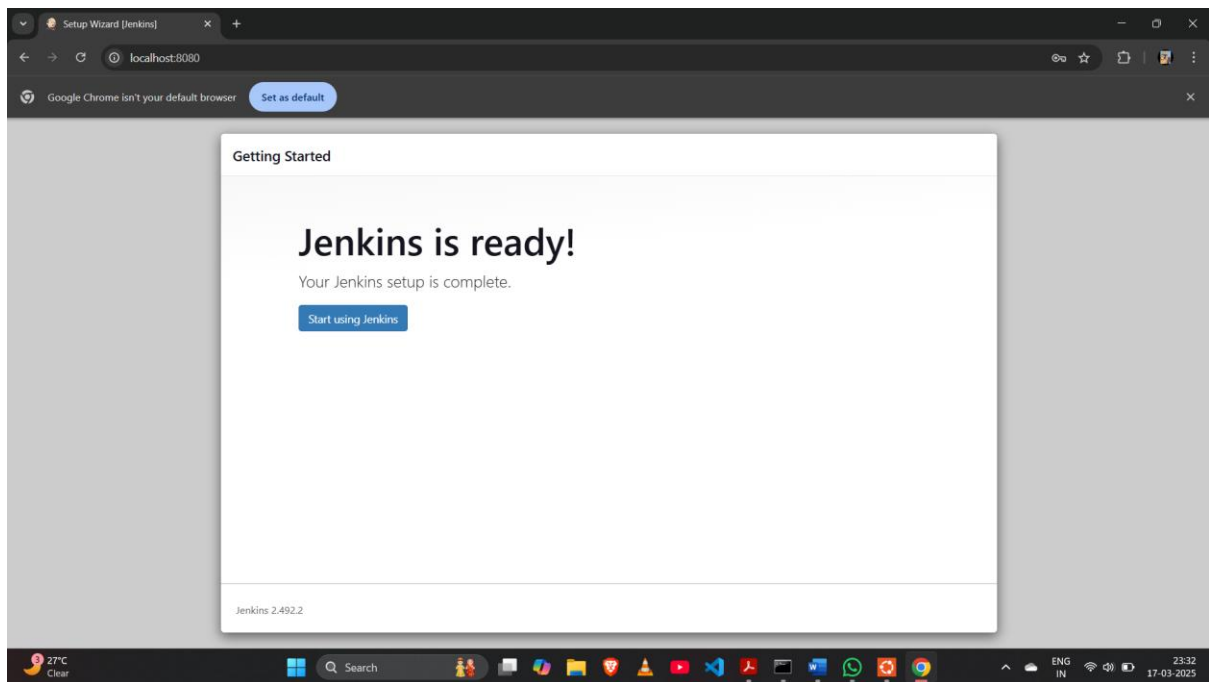 Setup Wizard [Jenkins]
localhost:8080
Google Chrome isn't your default browser Set as default
Getting Started
Jenkins is ready!
Your Jenkins setup is complete.
Start using Jenkins
Jenkins 2.492.2
3
27°C
Clear
Search
ENG
IN
23:32
17-03-2025